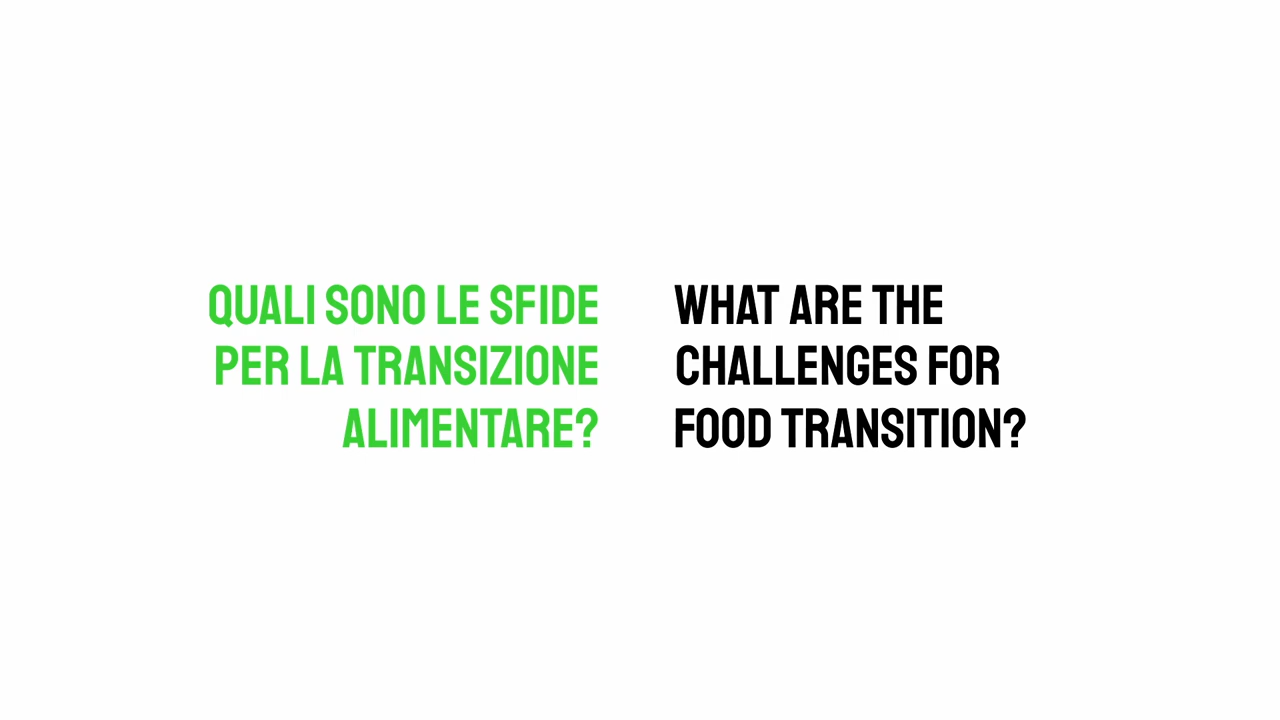 QUALI SONO LE SFIDE
PER LA TRANSIZIONE
ALIMENTARE?
WHAT ARE THE
CHALLENGES FOR
FOOD TRANSITION?